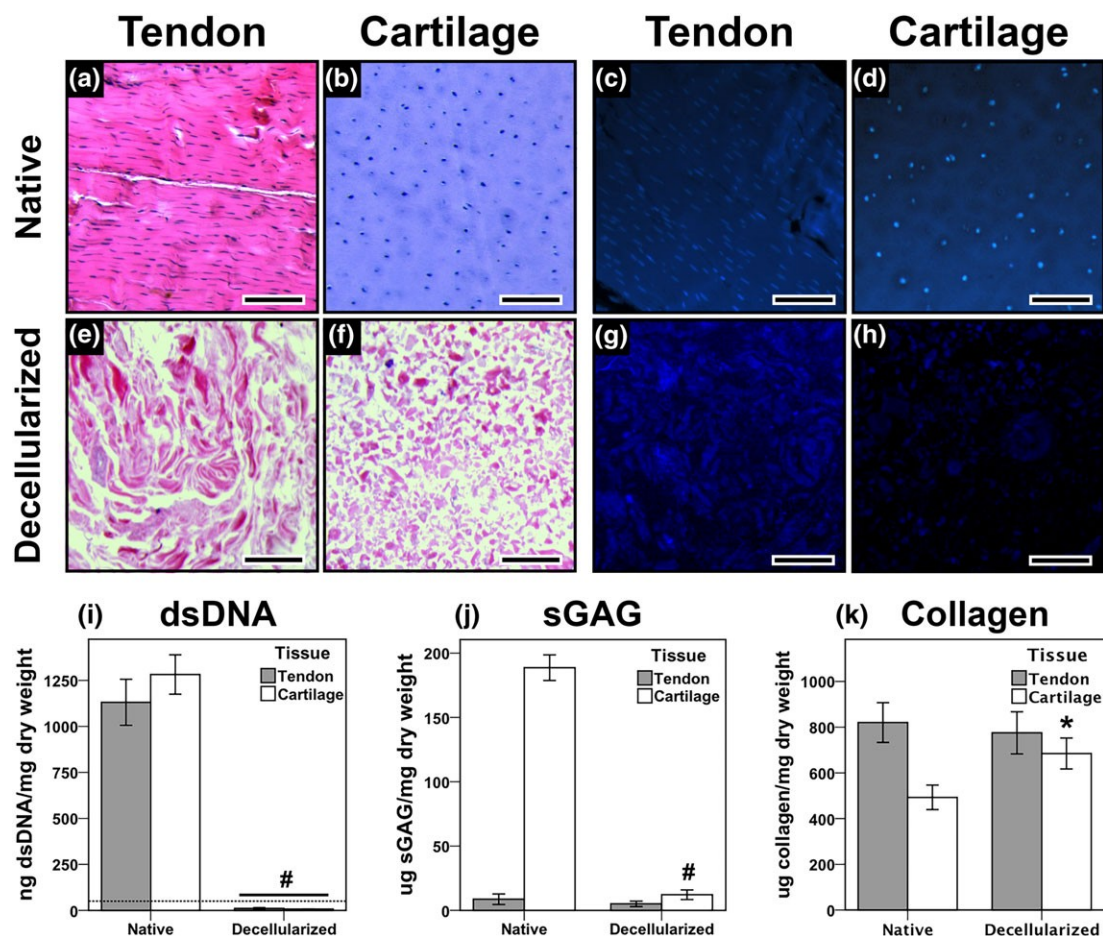 Tendon Cartilage Tendon Cartilage
Native
(a) (b) (c) (d)
Decellularized
(e) (f) (g) (h)
(i) dsDNA
ng dsDNA/mg dry weight
1250
1000
750
500
250
0
Tissue
Tendon
Cartilage
#
Native Decellularized
(j) sGAG
ug sGAG/mg dry weight
200
150
100
50
0
Tissue
Tendon
Cartilage
#
Native Decellularized
(k) Collagen
ug collagen/mg dry weight
1000
800
600
400
200
0
Tissue
Tendon
Cartilage
*
Native Decellularized